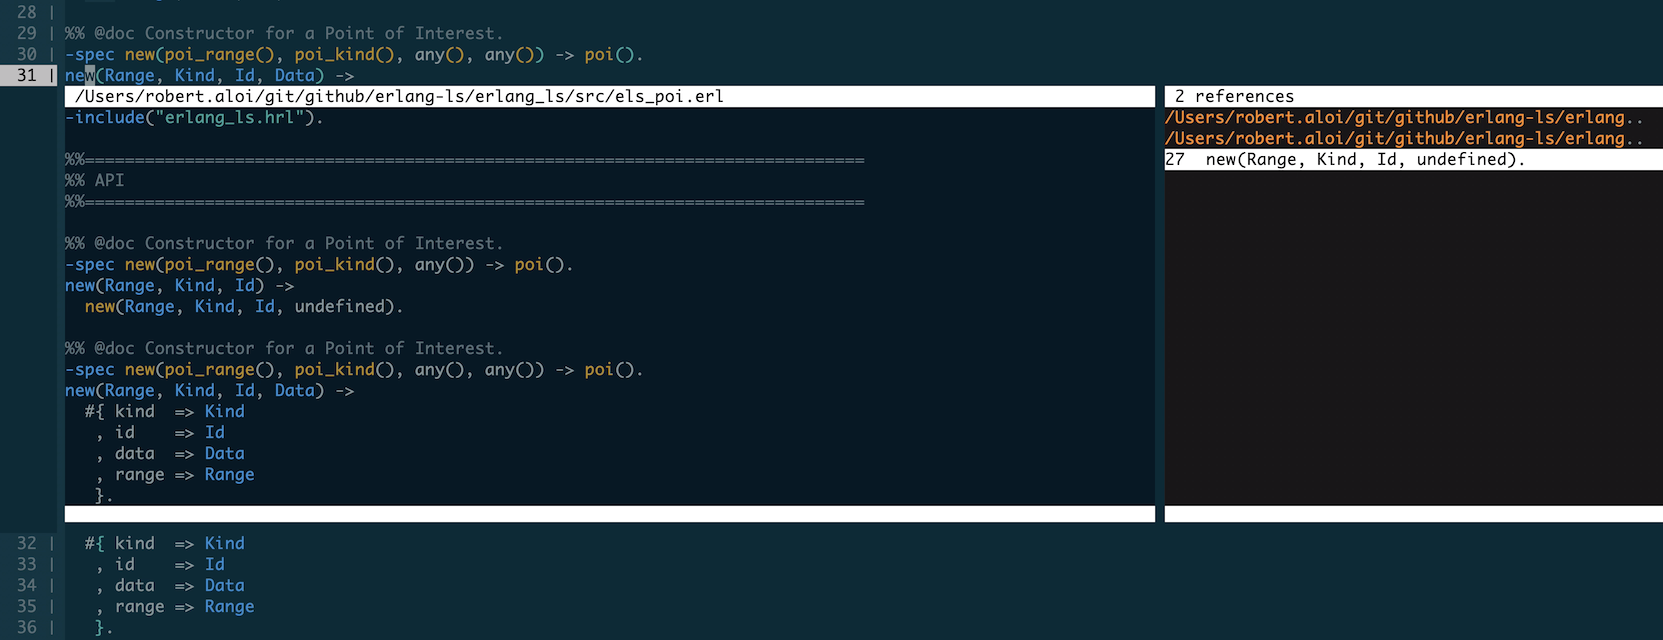 28 |
29 | %% @doc Constructor for a Point of Interest.
30 | -spec new(poi_range(), poi_kind(), any(), any()) -> poi().
31 | new(Range, Kind, Id, Data) ->
/Users/robert.aloi/git/github/erlang-ls/erlang_ls/src/els_poi.erl
-include("erlang_ls.hrl").
%%==============================================================================
%% API
%%==============================================================================
%% @doc Constructor for a Point of Interest.
-spec new(poi_range(), poi_kind(), any()) -> poi().
new(Range, Kind, Id) ->
  new(Range, Kind, Id, undefined).
%% @doc Constructor for a Point of Interest.
-spec new(poi_range(), poi_kind(), any(), any()) -> poi().
new(Range, Kind, Id, Data) ->
  #{ kind  => Kind
   , id    => Id
   , data  => Data
   , range => Range
   }.
2 references
/Users/robert.aloi/git/github/erlang-ls/erlang..
/Users/robert.aloi/git/github/erlang-ls/erlang..
27  new(Range, Kind, Id, undefined).
32 |   #{ kind  => Kind
33 |    , id    => Id
34 |    , data  => Data
35 |    , range => Range
36 |    }.